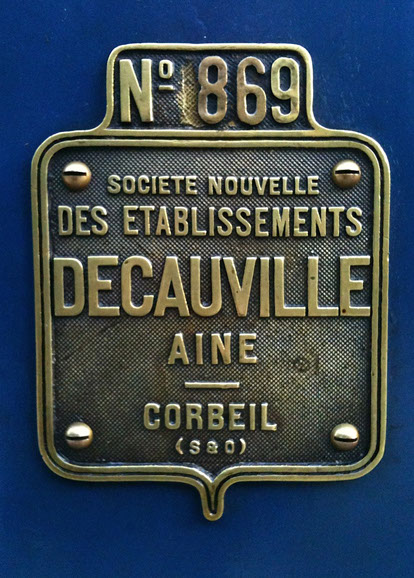 Nº 869
SOCIETE NOUVELLE
DES ETABLISSEMENTS
DECAUVILLE
AINE
CORBEIL
(S&O)